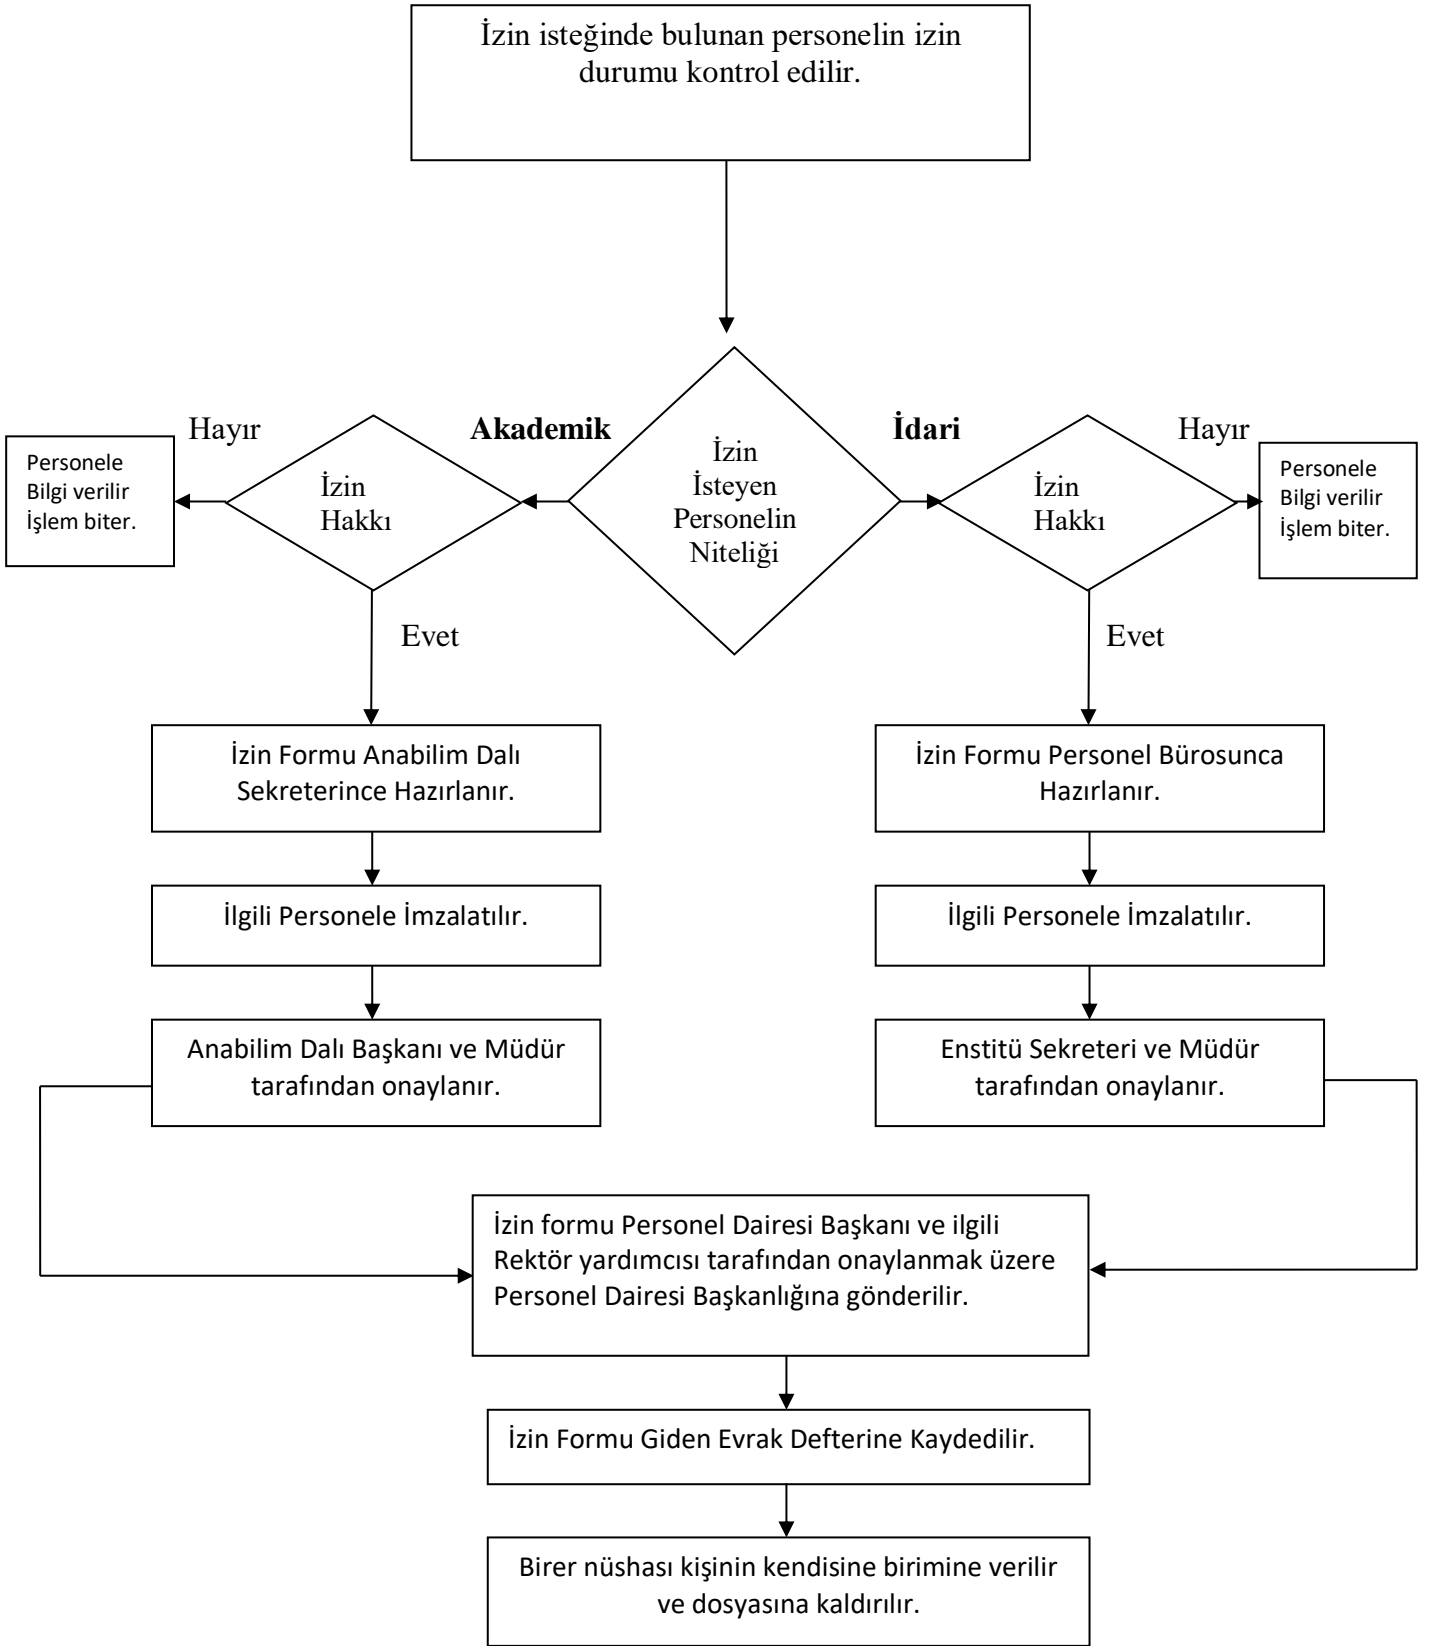 İzin isteğinde bulunan personelin izin
durumu kontrol edilir.
Hayır
Akademik
İdari
Hayır
Personele
Bilgi verilir
İşlem biter.
İzin
Hakkı
İzin
İsteyen
Personelin
Niteliği
İzin
Hakkı
Personele
Bilgi verilir
İşlem biter.
Evet
Evet
İzin Formu Anabilim Dalı
Sekreterince Hazırlanır.
İzin Formu Personel Bürosunca
Hazırlanır.
İlgili Personele İmzalatılır.
İlgili Personele İmzalatılır.
Anabilim Dalı Başkanı ve Müdür
tarafından onaylanır.
Enstitü Sekreteri ve Müdür
tarafından onaylanır.
İzin formu Personel Dairesi Başkanı ve ilgili
Rektör yardımcısı tarafından onaylanmak üzere
Personel Dairesi Başkanlığına gönderilir.
İzin Formu Giden Evrak Defterine Kaydedilir.
Birer nüshası kişinin kendisine birimine verilir
ve dosyasına kaldırılır.